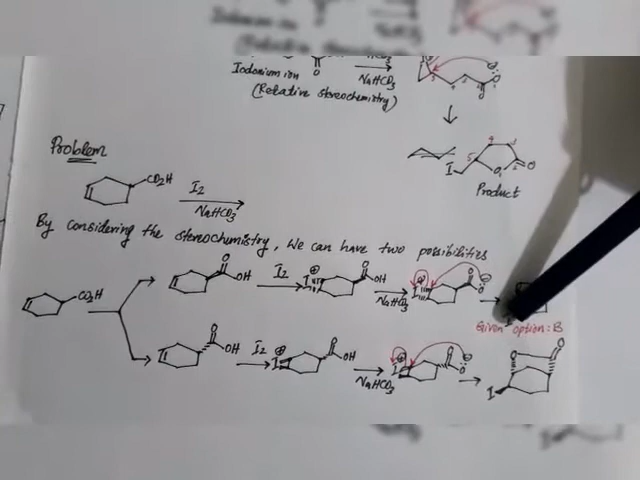 Iodonium ion
NaHCO3
(Relative stereochemistry)
Product
Problem
CO2H
I2
NaHCO3
By considering the stereochemistry, we can have two possibilities
CO2H
O
OH
I2
I
O
OH
NaHCO3
I
O
O
Given option: B
O
OH
I2
I
O
OH
NaHCO3
I
O
O
I
O
O